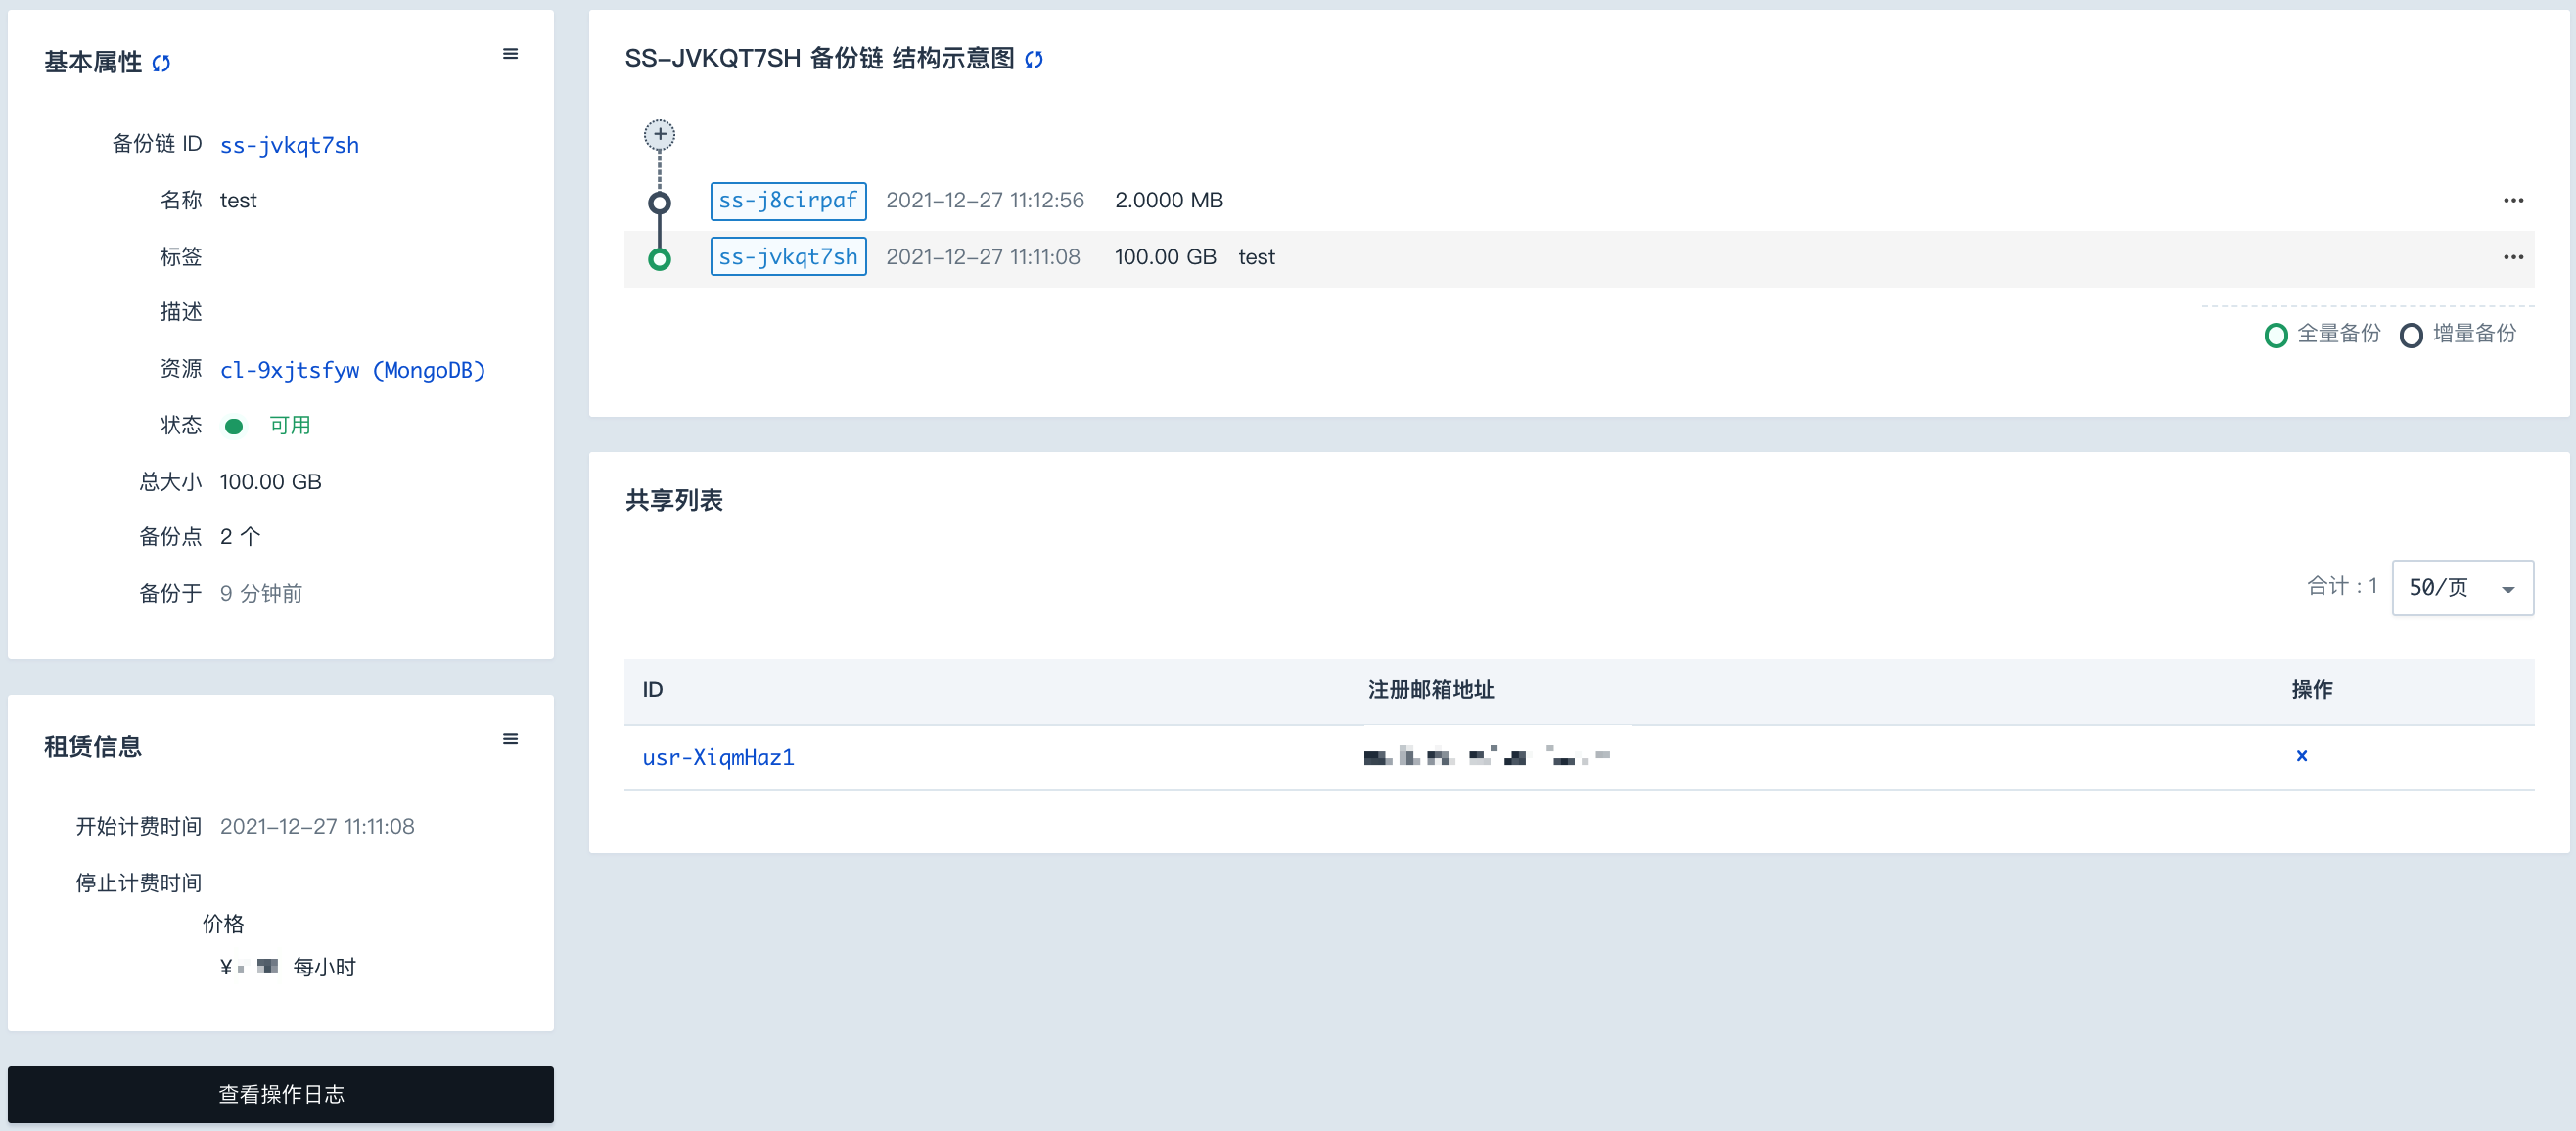 基本属性
备份链 ID ss-jvkqt7sh
名称 test
标签
描述
资源 cl-9xjtsfyw (MongoDB)
状态 可用
总大小 100.00 GB
备份点 2 个
备份于 9 分钟前
租赁信息
开始计费时间 2021-12-27 11:11:08
停止计费时间
价格
¥ 每小时
查看操作日志
SS-JVKQT7SH 备份链 结构示意图
ss-j8cirpaf 2021-12-27 11:12:56 2.0000 MB
ss-jvkqt7sh 2021-12-27 11:11:08 100.00 GB test
全量备份 增量备份
共享列表
合计 : 1 50/页
ID 注册邮箱地址 操作
usr-XiqmHaz1